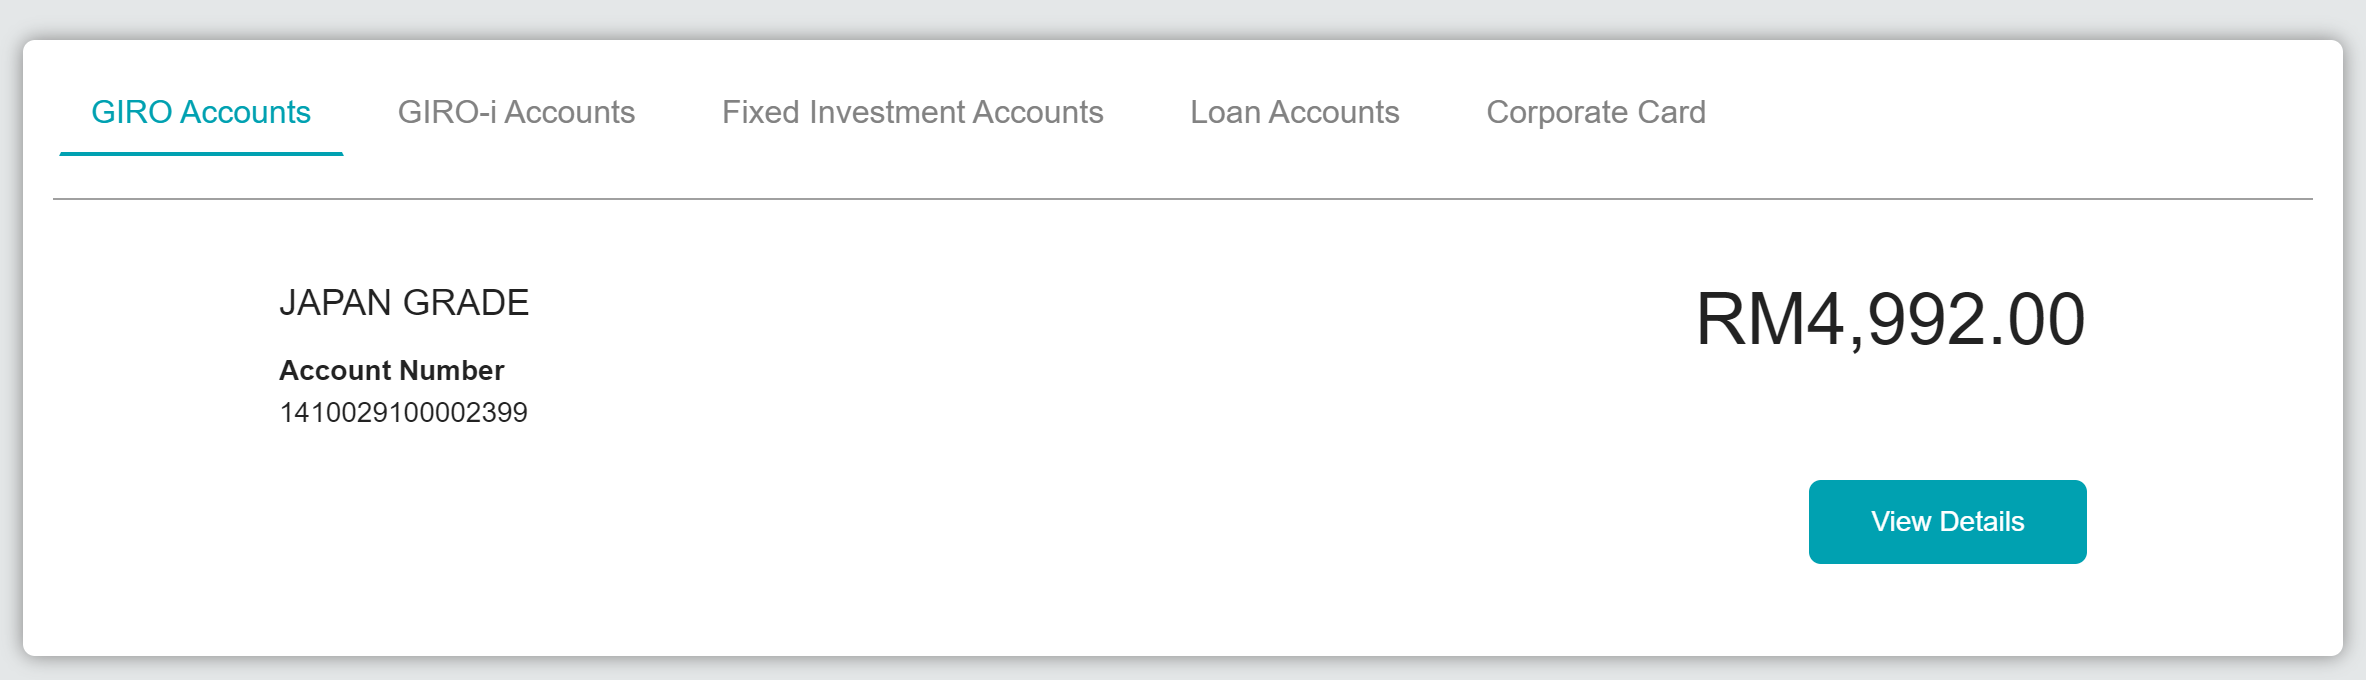 GIRO Accounts GIRO-i Accounts Fixed Investment Accounts Loan Accounts Corporate Card
JAPAN GRADE
RM4,992.00
Account Number
1410029100002399
View Details